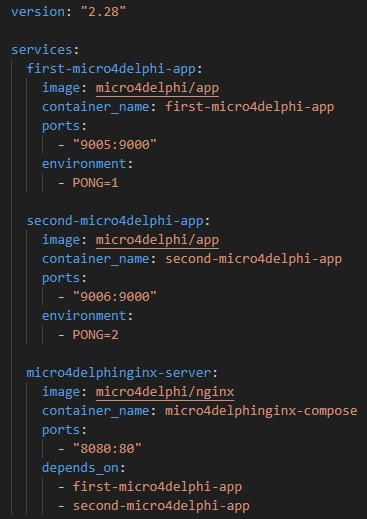 version: "2.28"
services:
first-micro4delphi-app:
image: micro4delphi/app
container_name: first-micro4delphi-app
ports:
- "9005:9000"
environment:
- PONG=1
second-micro4delphi-app:
image: micro4delphi/app
container_name: second-micro4delphi-app
ports:
- "9006:9000"
environment:
- PONG=2
micro4delphinginx-server:
image: micro4delphi/nginx
container_name: micro4delphinginx-compose
ports:
- "8080:80"
depends_on:
- first-micro4delphi-app
- second-micro4delphi-app